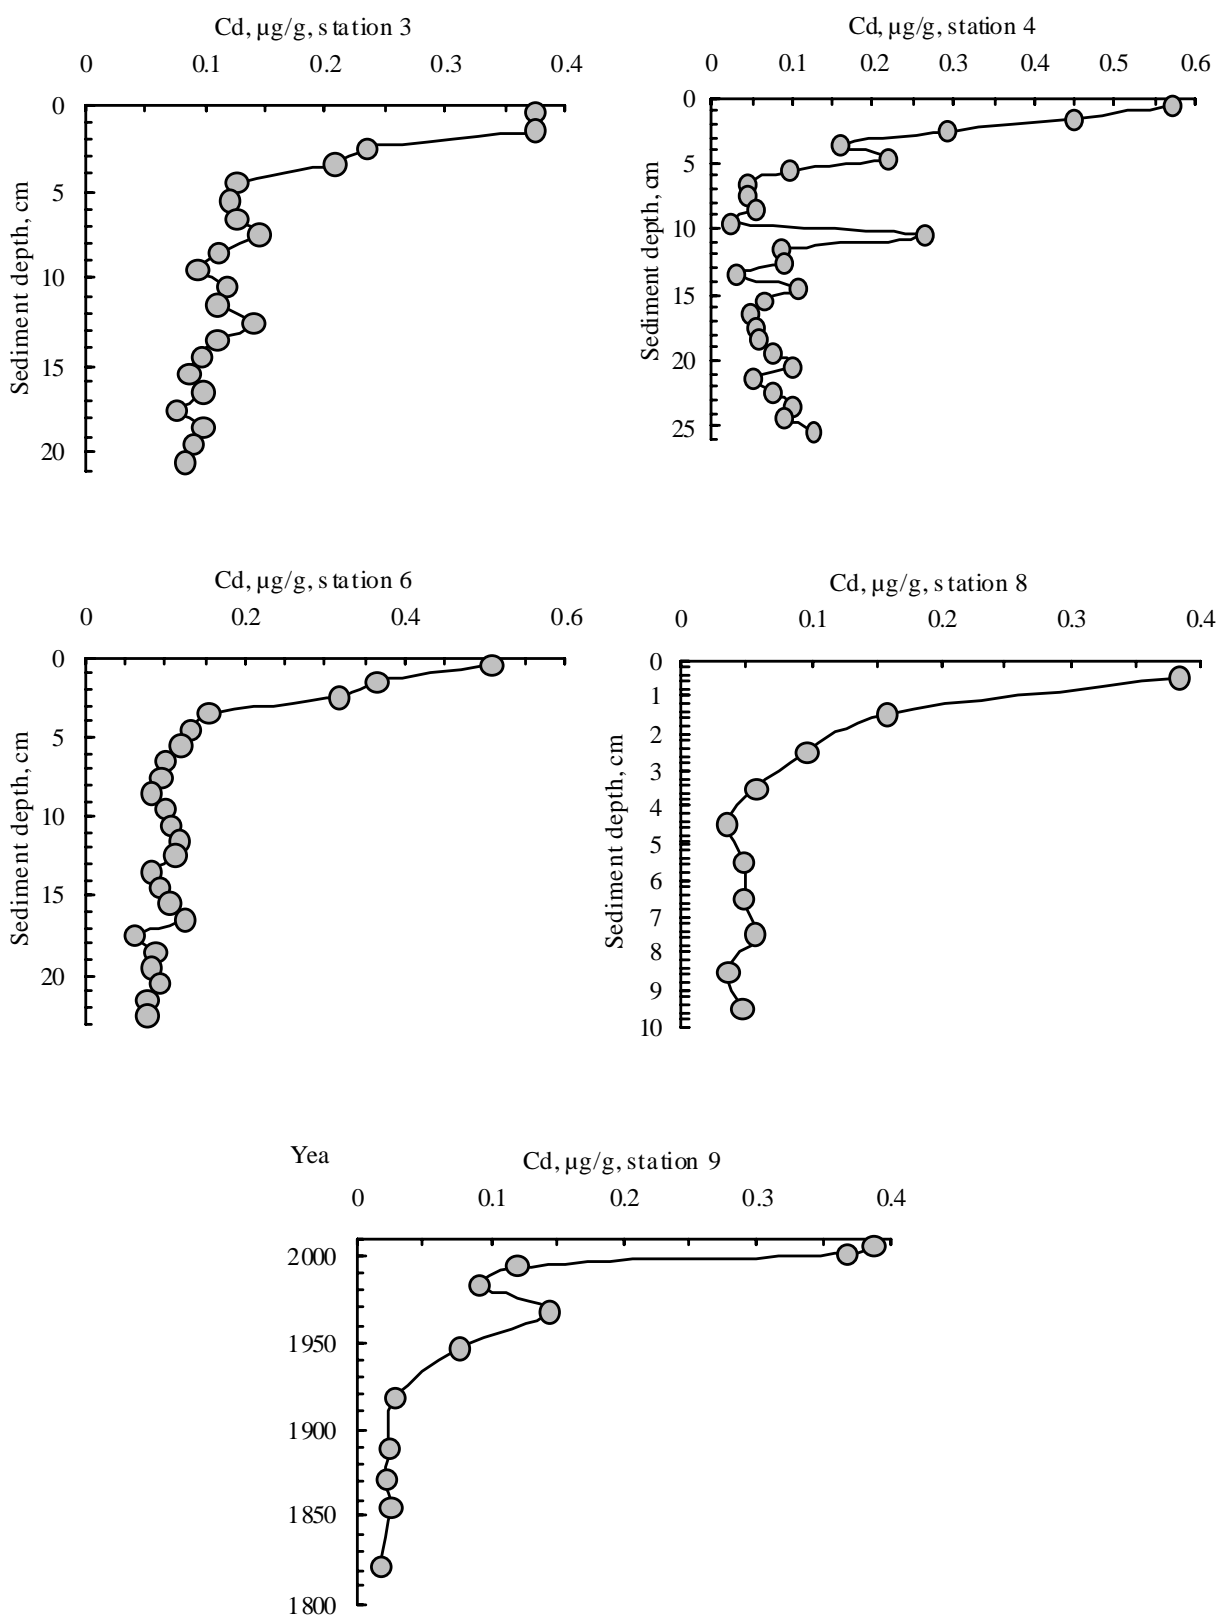 Cd, µg/g, station 3
0 0.1 0.2 0.3 0.4
0
5
10
15
20
Sediment depth, cm
Cd, µg/g, station 4
0 0.1 0.2 0.3 0.4 0.5 0.6
0
5
10
15
20
25
Sediment depth, cm
Cd, µg/g, station 6
0 0.2 0.4 0.6
0
5
10
15
20
Sediment depth, cm
Cd, µg/g, station 8
0 0.1 0.2 0.3 0.4
0
1
2
3
4
5
6
7
8
9
10
Sediment depth, cm
Yea
Cd, µg/g, station 9
0 0.1 0.2 0.3 0.4
2000
1950
1900
1850
1800